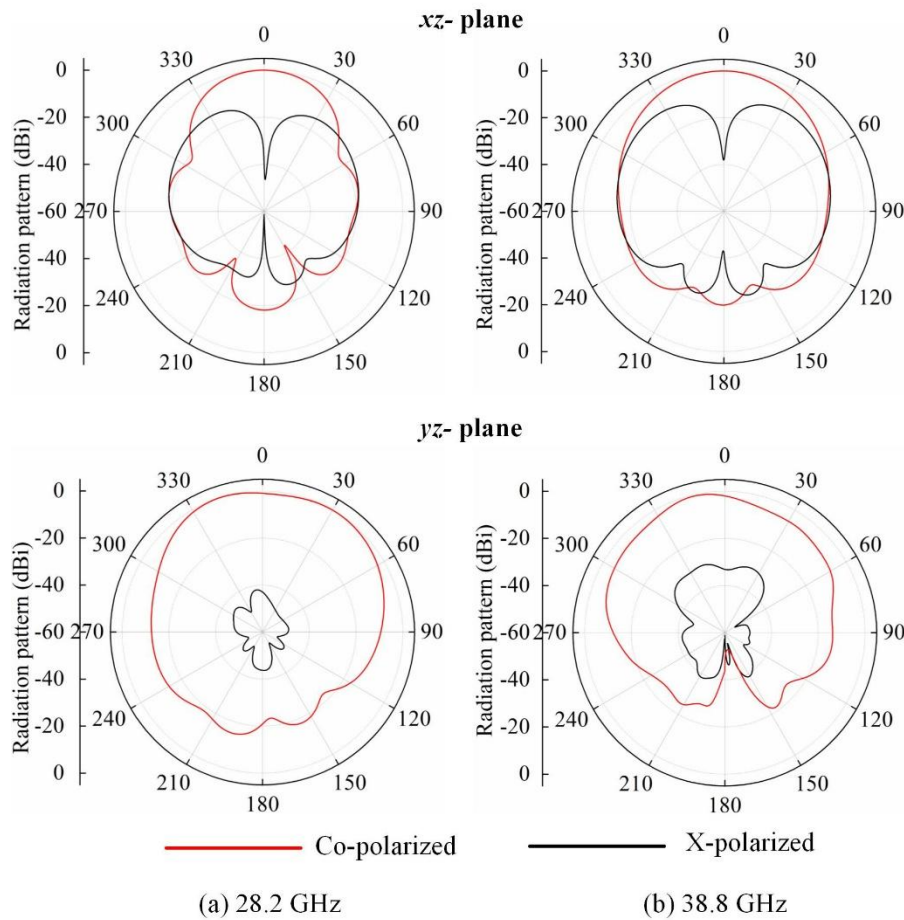 xz- plane
0 0
330 30 330 30
300 60 300 60
270 90 270 90
240 120 240 120
210 150 210 150
180 180
Radiation pattern (dBi) Radiation pattern (dBi)
0 0
-20 -20
-40 -40
-60 -60
-40 -40
-20 -20
0 0
yz- plane
0 0
330 30 330 30
300 60 300 60
270 90 270 90
240 120 240 120
210 150 210 150
180 180
Radiation pattern (dBi) Radiation pattern (dBi)
0 0
-20 -20
-40 -40
-60 -60
-40 -40
-20 -20
0 0
Co-polarized X-polarized
(a) 28.2 GHz (b) 38.8 GHz